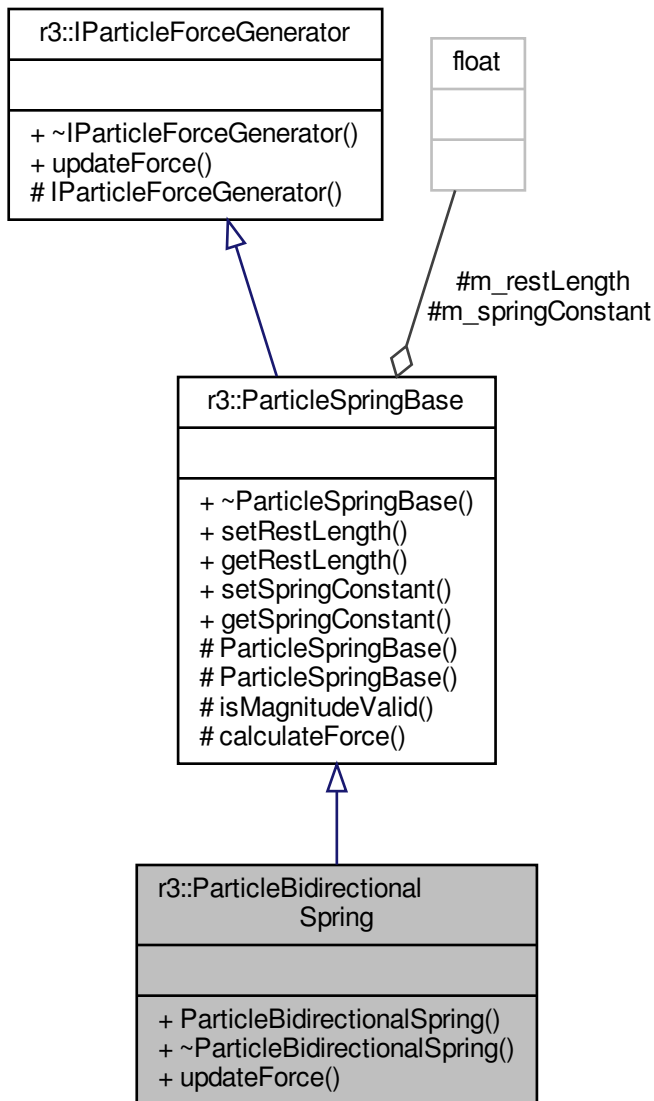 r3::IParticleForceGenerator
+ ~IParticleForceGenerator()
+ updateForce()
# IParticleForceGenerator()
float
#m_restLength
#m_springConstant
r3::ParticleSpringBase
+ ~ParticleSpringBase()
+ setRestLength()
+ getRestLength()
+ setSpringConstant()
+ getSpringConstant()
# ParticleSpringBase()
# ParticleSpringBase()
# isMagnitudeValid()
# calculateForce()
r3::ParticleBidirectional
Spring
+ ParticleBidirectionalSpring()
+ ~ParticleBidirectionalSpring()
+ updateForce()